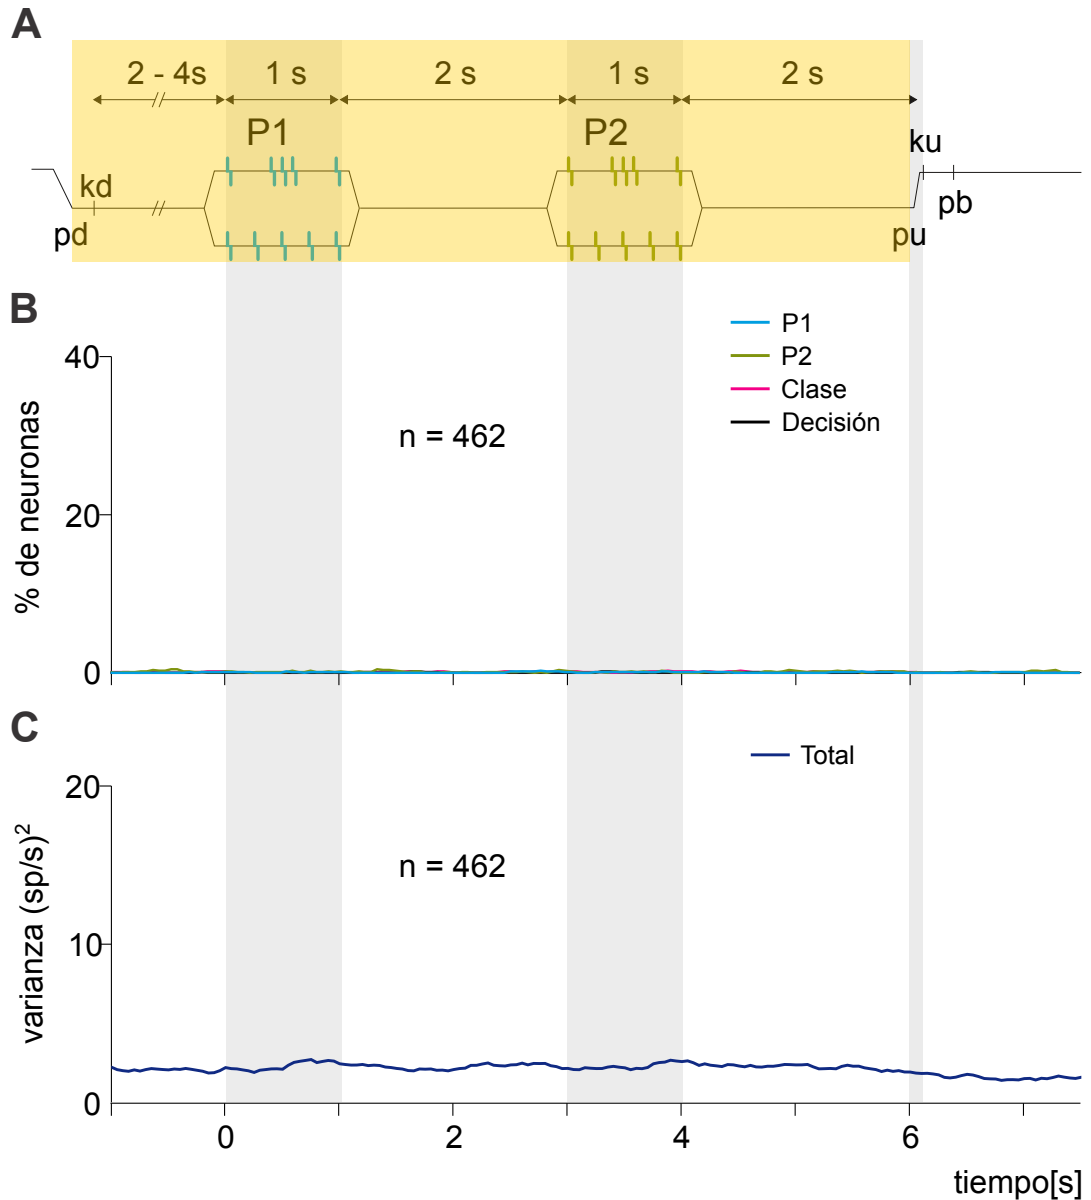 A
2 - 4s
1 s
2 s
1 s
2 s
P1
P2
ku
kd
pb
pd
pu
B
P1
P2
Clase
Decisión
40
n = 462
20
% de neuronas
0
C
Total
20
n = 462
varianza (sp/s)²
10
0
0 2 4 6
tiempo[s]